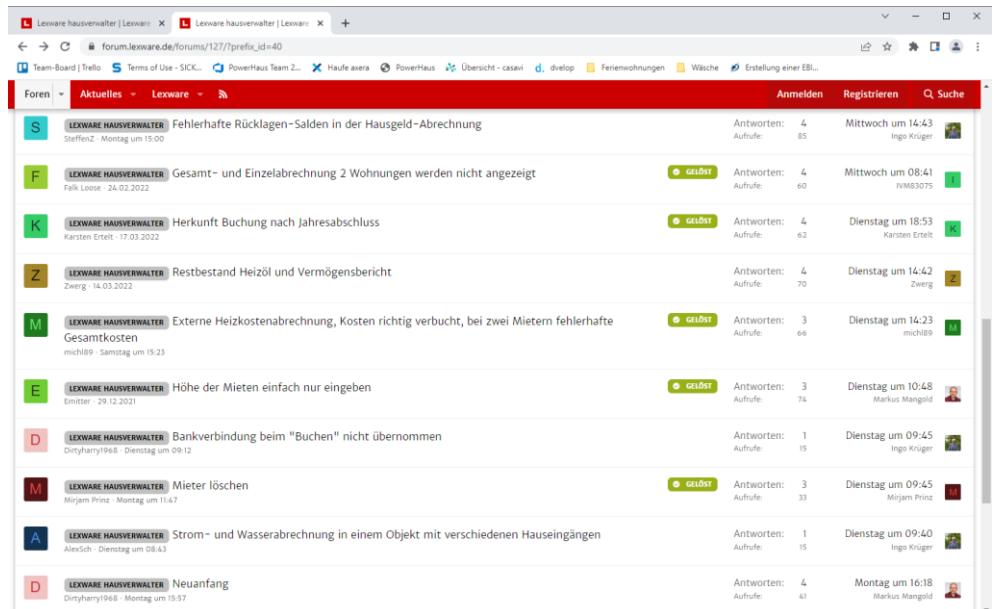 Lexware hausverwalter | Lexware
Lexware hausverwalter | Lexware
forum.lexware.de/forums/127/?prefix_id=40
Team-Board | Trello
Terms of Use - SICK...
PowerHaus Team 2...
Haufe axera
PowerHaus
Übersicht - casavi
dvelop
Ferienwohnungen
Wäsche
Erstellung einer EBI...
Foren
Aktuelles
Lexware
Anmelden
Registrieren
Suche
S
LEXWARE HAUSVERWALTER Fehlerhafte Rücklagen-Salden in der Hausgeld-Abrechnung
SteffenZ · Montag um 15:00
Antworten: 4
Aufrufe: 85
Mittwoch um 14:43
Ingo Krüger
F
LEXWARE HAUSVERWALTER Gesamt- und Einzelabrechnung 2 Wohnungen werden nicht angezeigt
Falk Loose · 24.02.2022
GELÖST
Antworten: 4
Aufrufe: 60
Mittwoch um 08:41
IVM83075
I
K
LEXWARE HAUSVERWALTER Herkunft Buchung nach Jahresabschluss
Karsten Ertelt · 17.03.2022
GELÖST
Antworten: 4
Aufrufe: 62
Dienstag um 18:53
Karsten Ertelt
K
Z
LEXWARE HAUSVERWALTER Restbestand Heizöl und Vermögensbericht
Zwerg · 14.03.2022
Antworten: 4
Aufrufe: 70
Dienstag um 14:42
Zwerg
Z
M
LEXWARE HAUSVERWALTER Externe Heizkostenabrechnung, Kosten richtig verbucht, bei zwei Mietern fehlerhafte
Gesamtkosten
michl89 · Samstag um 15:23
GELÖST
Antworten: 3
Aufrufe: 66
Dienstag um 14:23
michl89
M
E
LEXWARE HAUSVERWALTER Höhe der Mieten einfach nur eingeben
Emitter · 29.12.2021
GELÖST
Antworten: 3
Aufrufe: 74
Dienstag um 10:48
Markus Mangold
D
LEXWARE HAUSVERWALTER Bankverbindung beim "Buchen" nicht übernommen
Dirtyharry1968 · Dienstag um 09:12
Antworten: 1
Aufrufe: 15
Dienstag um 09:45
Ingo Krüger
M
LEXWARE HAUSVERWALTER Mieter löschen
Mirjam Prinz · Montag um 11:47
GELÖST
Antworten: 3
Aufrufe: 33
Dienstag um 09:45
Mirjam Prinz
M
A
LEXWARE HAUSVERWALTER Strom- und Wasserabrechnung in einem Objekt mit verschiedenen Hauseingängen
AlexSch · Dienstag um 08:43
Antworten: 1
Aufrufe: 15
Dienstag um 09:40
Ingo Krüger
D
LEXWARE HAUSVERWALTER Neuanfang
Dirtyharry1968 · Montag um 15:57
Antworten: 4
Aufrufe: 41
Montag um 16:18
Markus Mangold